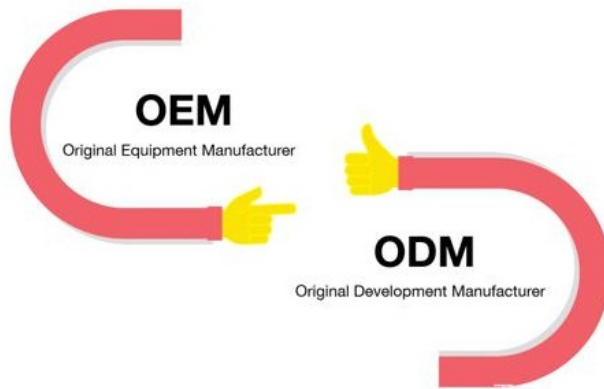 OEM
Original Equipment Manufacturer
ODM
Original Development Manufacturer